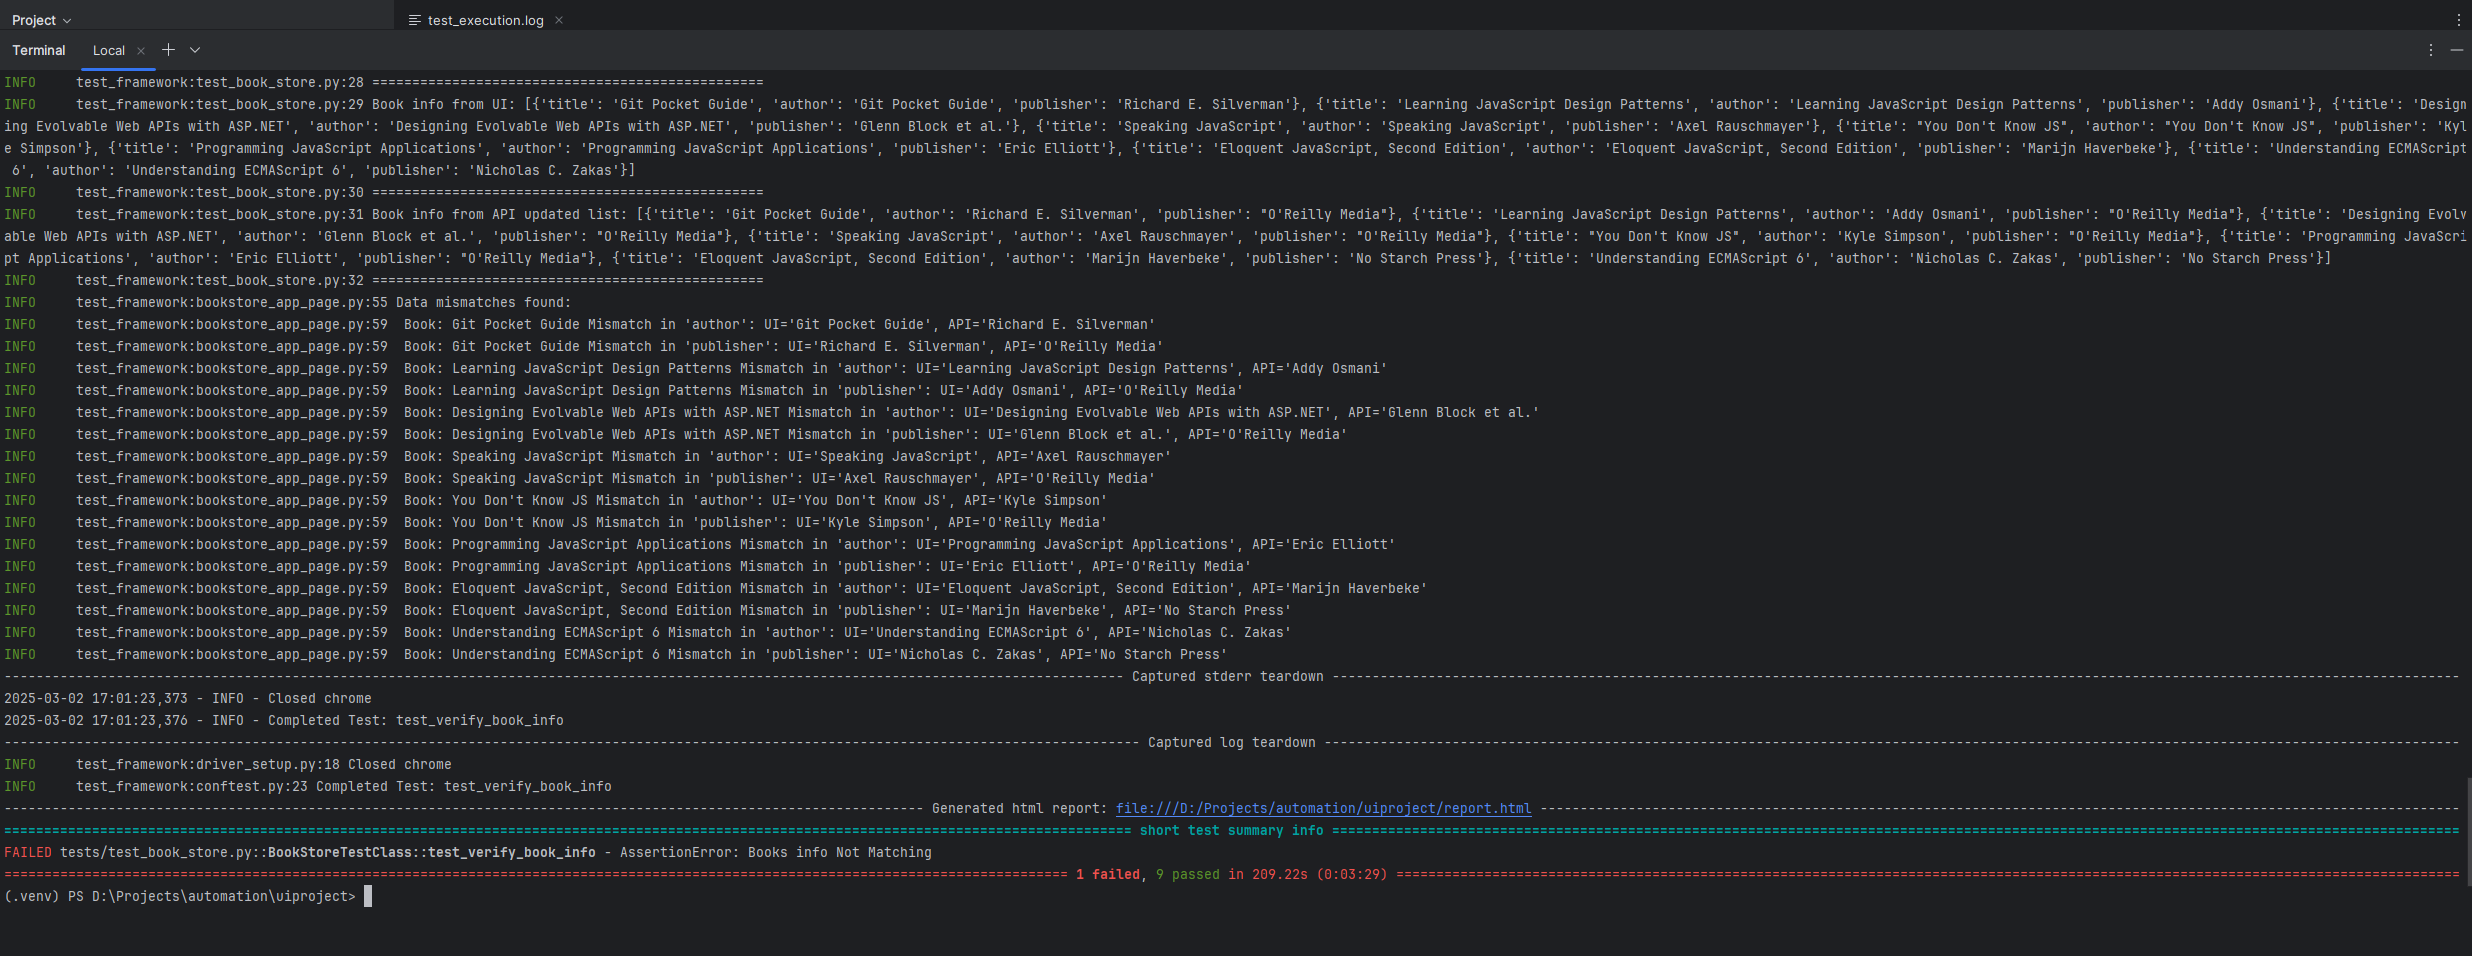 Project
test_execution.log
Terminal Local
INFO     test_framework:test_book_store.py:28 =================================================
INFO     test_framework:test_book_store.py:29 Book info from UI: [{'title': 'Git Pocket Guide', 'author': 'Git Pocket Guide', 'publisher': 'Richard E. Silverman'}, {'title': 'Learning JavaScript Design Patterns', 'author': 'Learning JavaScript Design Patterns', 'publisher': 'Addy Osmani'}, {'title': 'Design
ing Evolvable Web APIs with ASP.NET', 'author': 'Designing Evolvable Web APIs with ASP.NET', 'publisher': 'Glenn Block et al.'}, {'title': 'Speaking JavaScript', 'author': 'Speaking JavaScript', 'publisher': 'Axel Rauschmayer'}, {'title': "You Don't Know JS", 'author': "You Don't Know JS", 'publisher': 'Kyl
e Simpson'}, {'title': 'Programming JavaScript Applications', 'author': 'Programming JavaScript Applications', 'publisher': 'Eric Elliott'}, {'title': 'Eloquent JavaScript, Second Edition', 'author': 'Eloquent JavaScript, Second Edition', 'publisher': 'Marijn Haverbeke'}, {'title': 'Understanding ECMAScript
 6', 'author': 'Understanding ECMAScript 6', 'publisher': 'Nicholas C. Zakas'}]
INFO     test_framework:test_book_store.py:30 =================================================
INFO     test_framework:test_book_store.py:31 Book info from API updated list: [{'title': 'Git Pocket Guide', 'author': 'Richard E. Silverman', 'publisher': "O'Reilly Media"}, {'title': 'Learning JavaScript Design Patterns', 'author': 'Addy Osmani', 'publisher': "O'Reilly Media"}, {'title': 'Designing Evolv
able Web APIs with ASP.NET', 'author': 'Glenn Block et al.', 'publisher': "O'Reilly Media"}, {'title': 'Speaking JavaScript', 'author': 'Axel Rauschmayer', 'publisher': "O'Reilly Media"}, {'title': "You Don't Know JS", 'author': 'Kyle Simpson', 'publisher': "O'Reilly Media"}, {'title': 'Programming JavaScri
pt Applications', 'author': 'Eric Elliott', 'publisher': "O'Reilly Media"}, {'title': 'Eloquent JavaScript, Second Edition', 'author': 'Marijn Haverbeke', 'publisher': 'No Starch Press'}, {'title': 'Understanding ECMAScript 6', 'author': 'Nicholas C. Zakas', 'publisher': 'No Starch Press'}]
INFO     test_framework:test_book_store.py:32 =================================================
INFO     test_framework:bookstore_app_page.py:55 Data mismatches found:
INFO     test_framework:bookstore_app_page.py:59  Book: Git Pocket Guide Mismatch in 'author': UI='Git Pocket Guide', API='Richard E. Silverman'
INFO     test_framework:bookstore_app_page.py:59  Book: Git Pocket Guide Mismatch in 'publisher': UI='Richard E. Silverman', API='O'Reilly Media'
INFO     test_framework:bookstore_app_page.py:59  Book: Learning JavaScript Design Patterns Mismatch in 'author': UI='Learning JavaScript Design Patterns', API='Addy Osmani'
INFO     test_framework:bookstore_app_page.py:59  Book: Learning JavaScript Design Patterns Mismatch in 'publisher': UI='Addy Osmani', API='O'Reilly Media'
INFO     test_framework:bookstore_app_page.py:59  Book: Designing Evolvable Web APIs with ASP.NET Mismatch in 'author': UI='Designing Evolvable Web APIs with ASP.NET', API='Glenn Block et al.'
INFO     test_framework:bookstore_app_page.py:59  Book: Designing Evolvable Web APIs with ASP.NET Mismatch in 'publisher': UI='Glenn Block et al.', API='O'Reilly Media'
INFO     test_framework:bookstore_app_page.py:59  Book: Speaking JavaScript Mismatch in 'author': UI='Speaking JavaScript', API='Axel Rauschmayer'
INFO     test_framework:bookstore_app_page.py:59  Book: Speaking JavaScript Mismatch in 'publisher': UI='Axel Rauschmayer', API='O'Reilly Media'
INFO     test_framework:bookstore_app_page.py:59  Book: You Don't Know JS Mismatch in 'author': UI='You Don't Know JS', API='Kyle Simpson'
INFO     test_framework:bookstore_app_page.py:59  Book: You Don't Know JS Mismatch in 'publisher': UI='Kyle Simpson', API='O'Reilly Media'
INFO     test_framework:bookstore_app_page.py:59  Book: Programming JavaScript Applications Mismatch in 'author': UI='Programming JavaScript Applications', API='Eric Elliott'
INFO     test_framework:bookstore_app_page.py:59  Book: Programming JavaScript Applications Mismatch in 'publisher': UI='Eric Elliott', API='O'Reilly Media'
INFO     test_framework:bookstore_app_page.py:59  Book: Eloquent JavaScript, Second Edition Mismatch in 'author': UI='Eloquent JavaScript, Second Edition', API='Marijn Haverbeke'
INFO     test_framework:bookstore_app_page.py:59  Book: Eloquent JavaScript, Second Edition Mismatch in 'publisher': UI='Marijn Haverbeke', API='No Starch Press'
INFO     test_framework:bookstore_app_page.py:59  Book: Understanding ECMAScript 6 Mismatch in 'author': UI='Understanding ECMAScript 6', API='Nicholas C. Zakas'
INFO     test_framework:bookstore_app_page.py:59  Book: Understanding ECMAScript 6 Mismatch in 'publisher': UI='Nicholas C. Zakas', API='No Starch Press'
---------- Captured stderr teardown ----------
2025-03-02 17:01:23,373 - INFO - Closed chrome
2025-03-02 17:01:23,376 - INFO - Completed Test: test_verify_book_info
---------- Captured log teardown ----------
INFO     test_framework:driver_setup.py:18 Closed chrome
INFO     test_framework:conftest.py:23 Completed Test: test_verify_book_info
---------- Generated html report: file:///D:/Projects/automation/uiproject/report.html ----------
========== short test summary info ==========
FAILED tests/test_book_store.py::BookStoreTestClass::test_verify_book_info - AssertionError: Books info Not Matching
========== 1 failed, 9 passed in 209.22s (0:03:29) ==========
(.venv) PS D:\Projects\automation\uiproject>